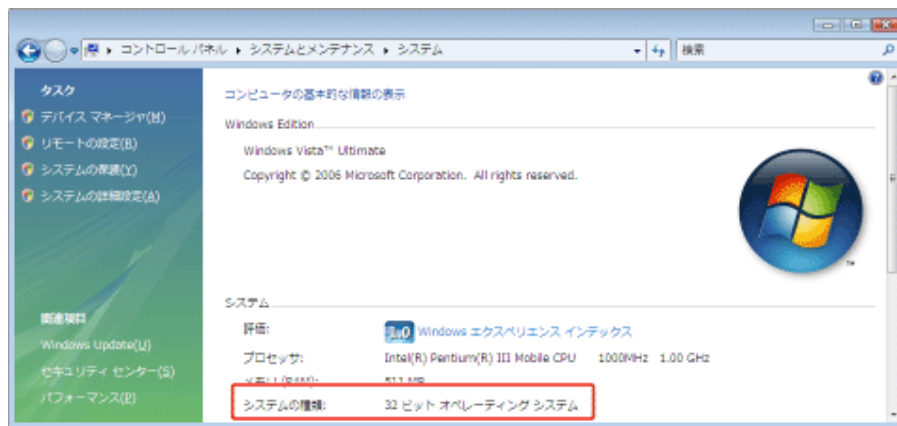 コントロール パネル ▸ システムとメンテナンス ▸ システム
検索
タスク
デバイス マネージャ(M)
リモートの設定(R)
システムの保護(Y)
システムの詳細設定(A)
関連項目
Windows Update(U)
セキュリティ センター(S)
パフォーマンス(P)
コンピュータの基本的な情報の表示
Windows Edition
Windows Vista™ Ultimate
Copyright © 2006 Microsoft Corporation. All rights reserved.
システム
評価:
Windows エクスペリエンス インデックス
プロセッサ:
Intel(R) Pentium(R) III Mobile CPU 1000MHz 1.00 GHz
メモリ (RAM):
511 MB
システムの種類:
32 ビット オペレーティング システム